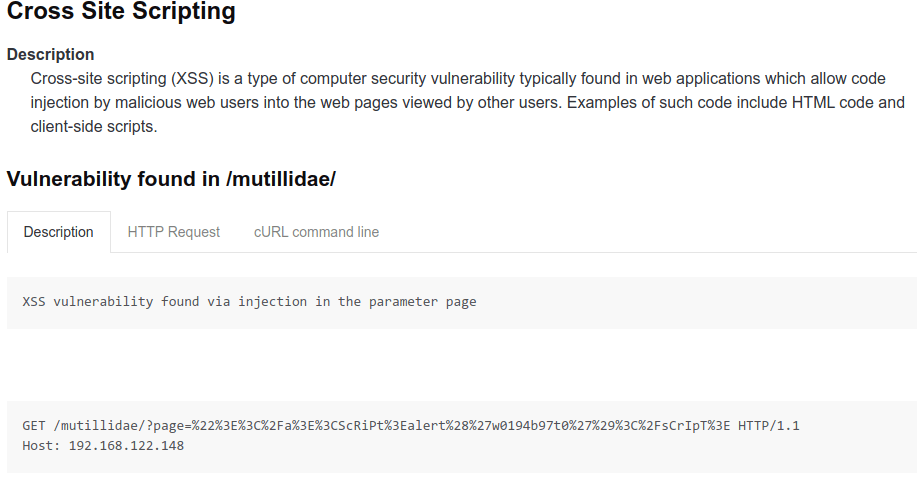 Cross Site Scripting
Description
Cross-site scripting (XSS) is a type of computer security vulnerability typically found in web applications which allow code
injection by malicious web users into the web pages viewed by other users. Examples of such code include HTML code and
client-side scripts.
Vulnerability found in /mutillidae/
Description HTTP Request cURL command line
XSS vulnerability found via injection in the parameter page
GET /mutillidae/?page=%22%3E%3C%2Fa%3E%3CScRiPt%3Ealert%28%27w0194b97t0%27%29%3C%2FsCrIpT%3E HTTP/1.1
Host: 192.168.122.148